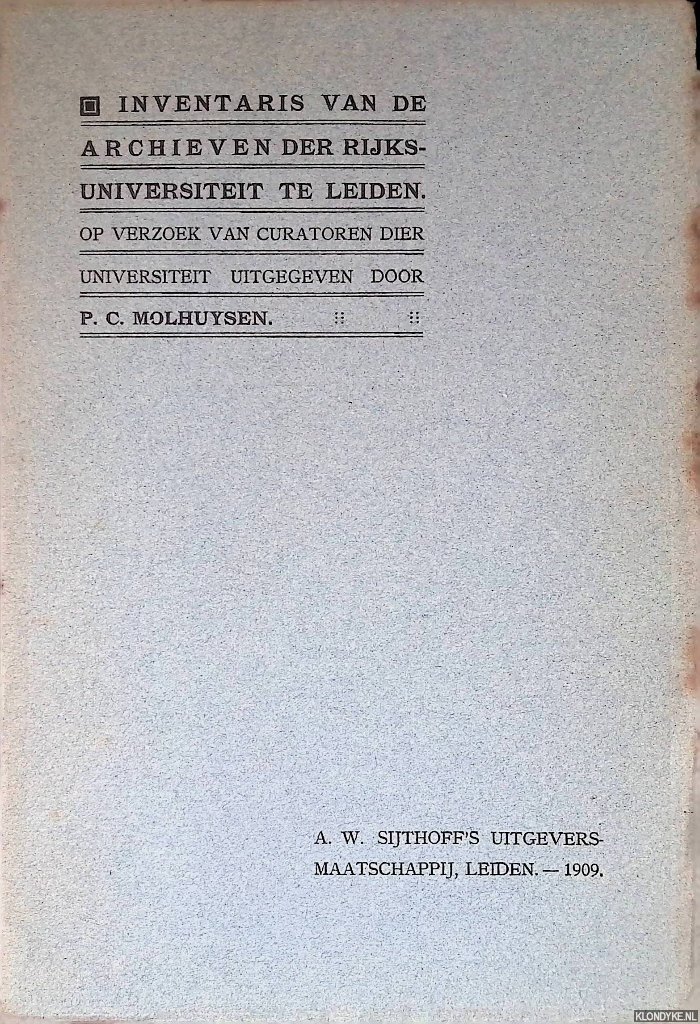 INVENTARIS VAN DE
ARCHIEVEN DER RIJKS-
UNIVERSITEIT TE LEIDEN.
OP VERZOEK VAN CURATOREN DIER
UNIVERSITEIT UITGEGEVEN DOOR
P. C. MOLHUYSEN.
A. W. SIJTHOFF'S UITGEVERS-
MAATSCHAPPIJ, LEIDEN. — 1909.
KLONDYKE.NL